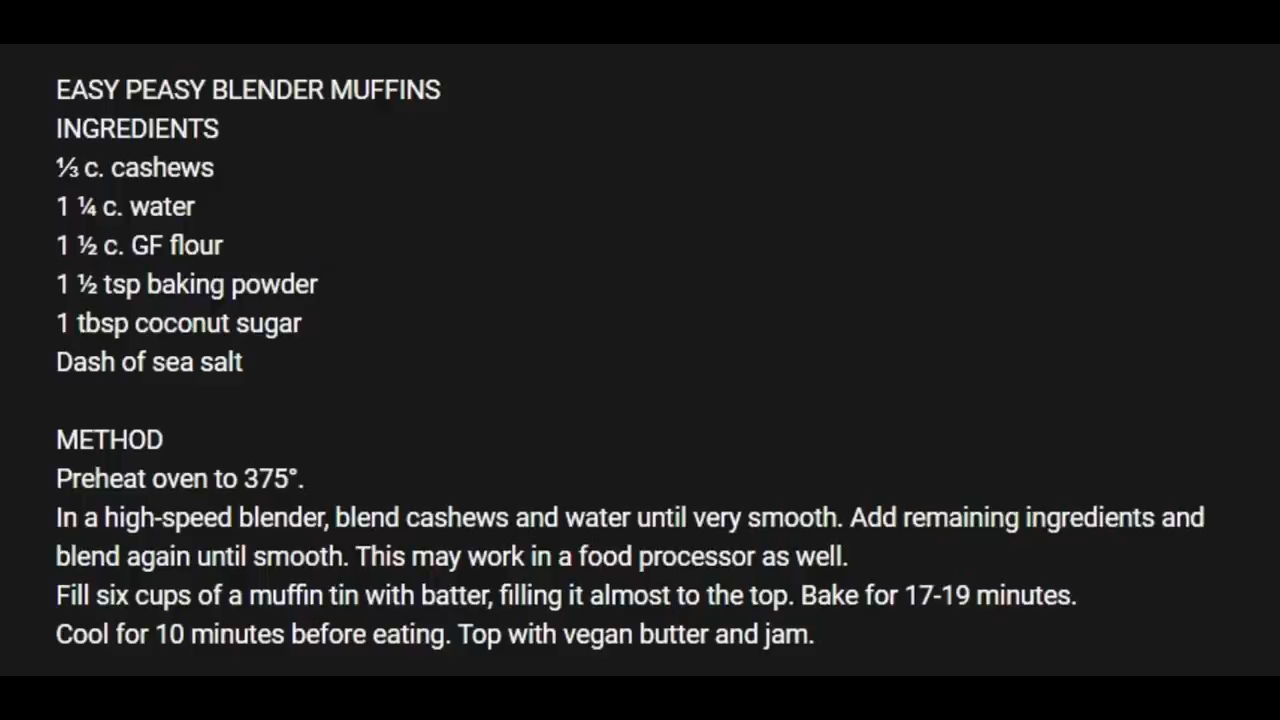 EASY PEASY BLENDER MUFFINS
INGREDIENTS
⅓ c. cashews
1 ¼ c. water
1 ½ c. GF flour
1 ½ tsp baking powder
1 tbsp coconut sugar
Dash of sea salt
METHOD
Preheat oven to 375°.
In a high-speed blender, blend cashews and water until very smooth. Add remaining ingredients and
blend again until smooth. This may work in a food processor as well.
Fill six cups of a muffin tin with batter, filling it almost to the top. Bake for 17-19 minutes.
Cool for 10 minutes before eating. Top with vegan butter and jam.